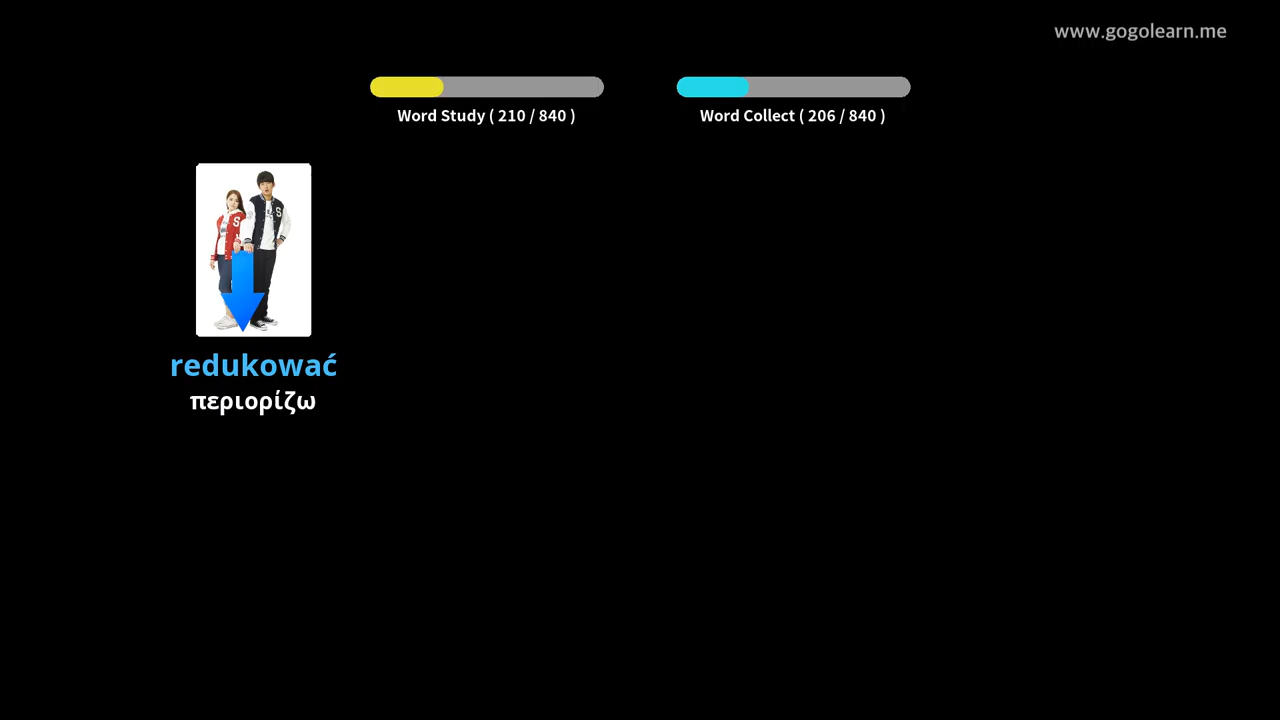 www.gogolearn.me
Word Study ( 210 / 840 )
Word Collect ( 206 / 840 )
S
S
redukować
περιορίζω